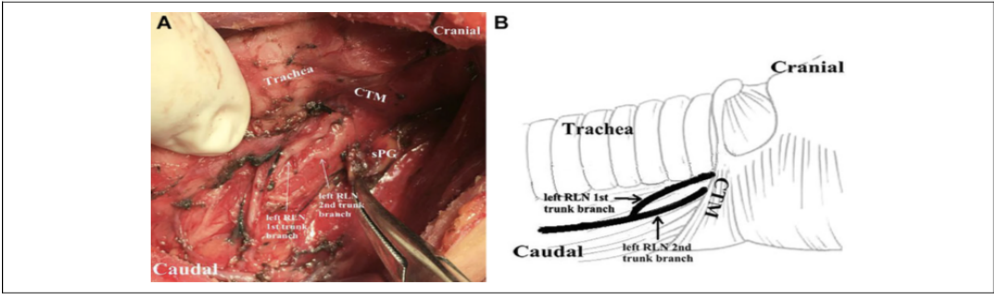 A
Cranial
Trachea
CTM
sPG
left RLN
2nd trunk
branch
left RLN
1st trunk
branch
Caudal
B
Cranial
Trachea
left RLN 1st
trunk branch
CTM
Caudal
left RLN 2nd
trunk branch